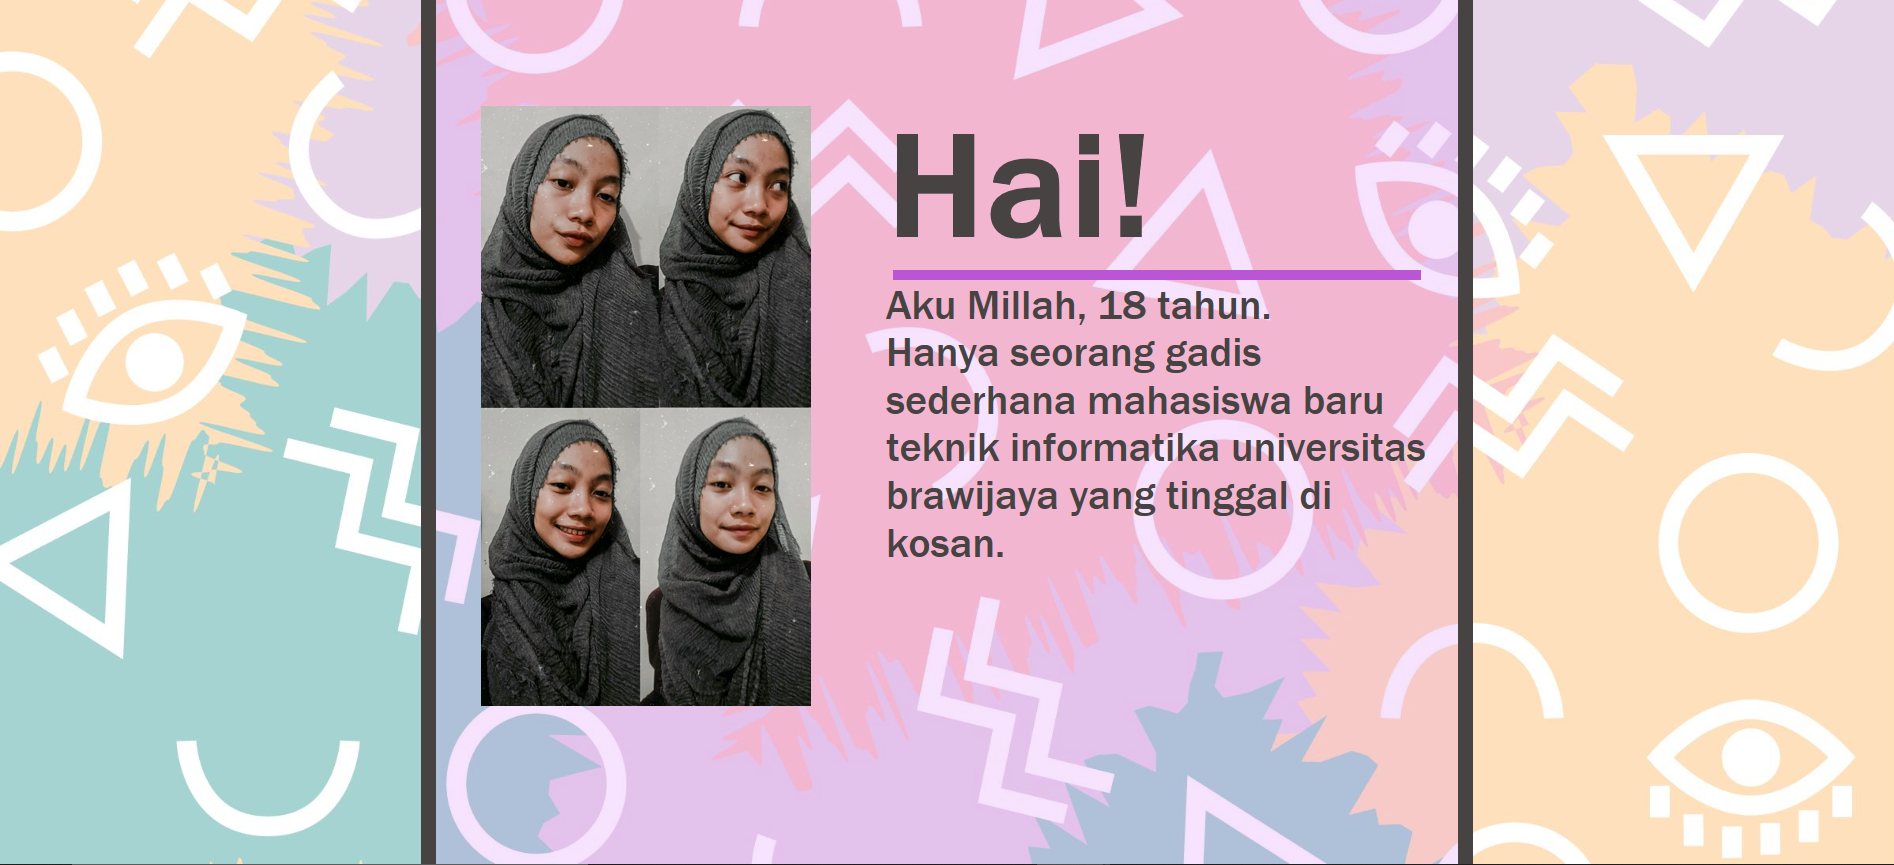 Hai!
Aku Millah, 18 tahun.
Hanya seorang gadis
sederhana mahasiswa baru
teknik informatika universitas
brawijaya yang tinggal di
kosan.